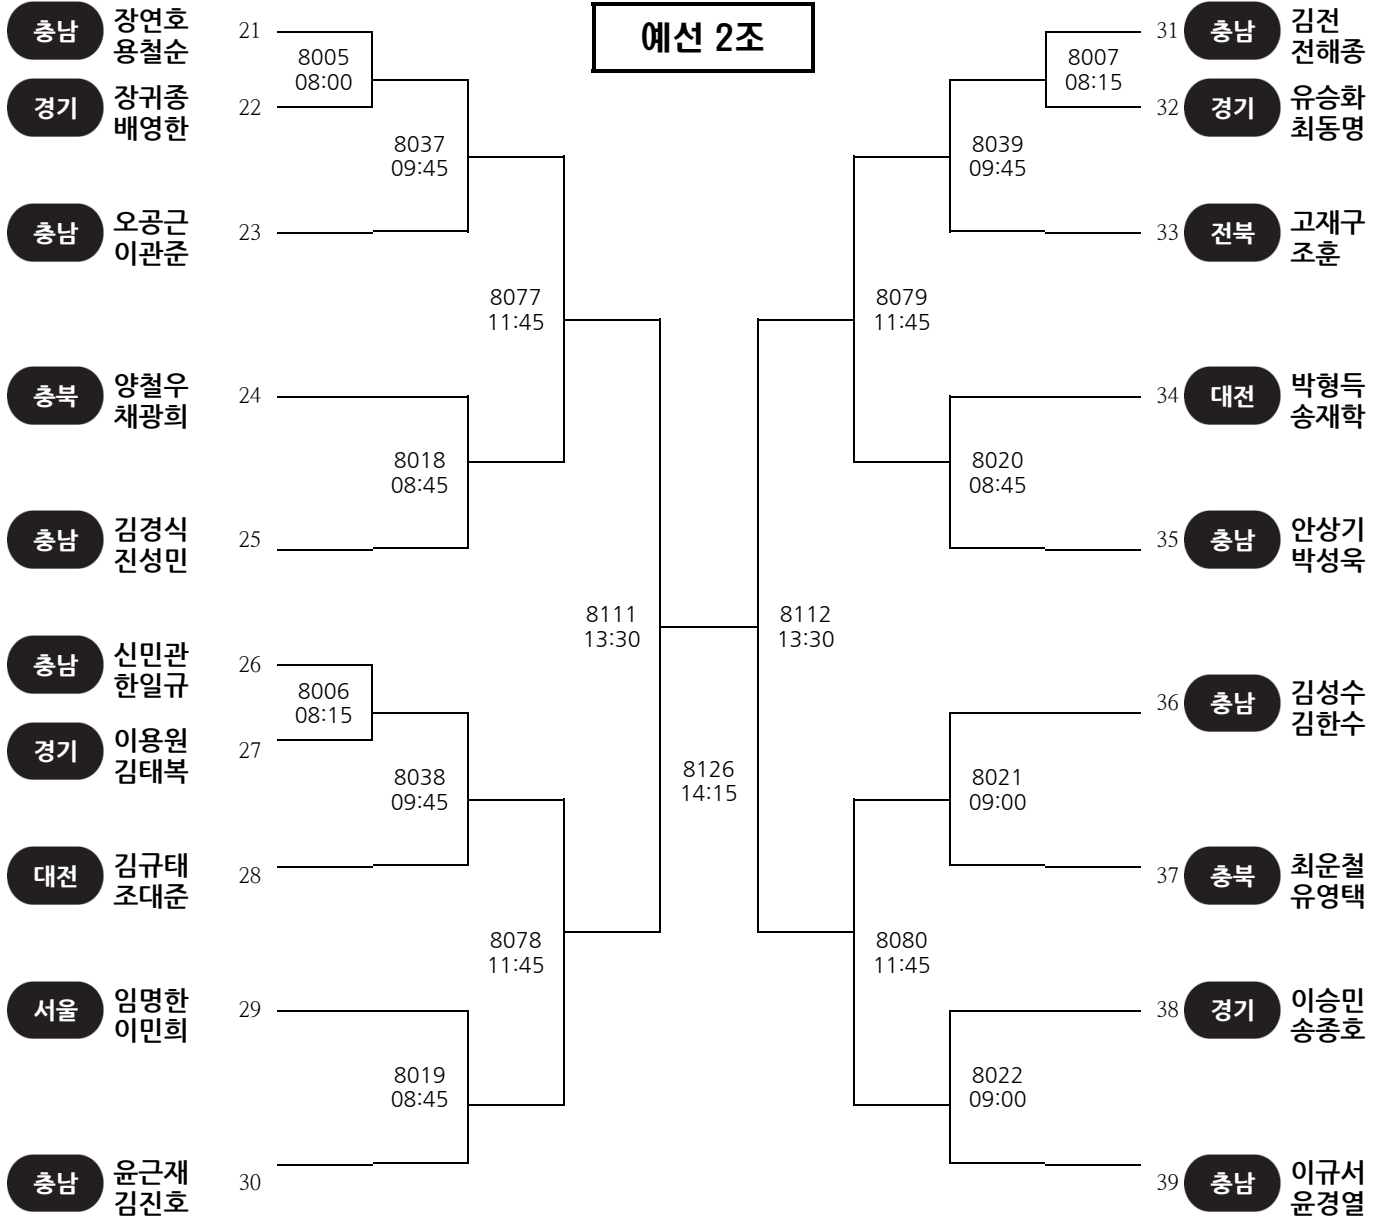 예선 2조
충남
장연호
용철순
21
8005
08:00
경기
장귀종
배영한
22
8037
09:45
충남
오공근
이관준
23
8077
11:45
충북
양철우
채광희
24
8018
08:45
충남
김경식
진성민
25
8111
13:30
충남
신민관
한일규
26
8006
08:15
경기
이용원
김태복
27
8038
09:45
대전
김규태
조대준
28
8078
11:45
서울
임명한
이민희
29
8019
08:45
충남
윤근재
김진호
30
8126
14:15
31
충남
김전
전해종
8007
08:15
32
경기
유승화
최동명
8039
09:45
33
전북
고재구
조훈
8079
11:45
34
대전
박형득
송재학
8020
08:45
35
충남
안상기
박성욱
8112
13:30
36
충남
김성수
김한수
8021
09:00
37
충북
최운철
유영택
8080
11:45
38
경기
이승민
송종호
8022
09:00
39
충남
이규서
윤경열